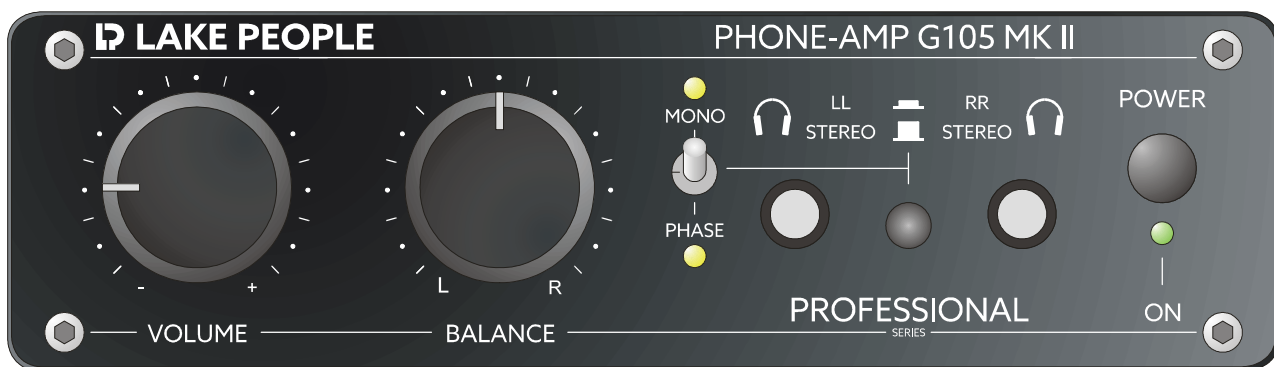 LAKE PEOPLE
PHONE-AMP G105 MK II
MONO
LL
STEREO
RR
STEREO
POWER
PHASE
- +
L R
VOLUME
BALANCE
PROFESSIONAL
SERIES
ON